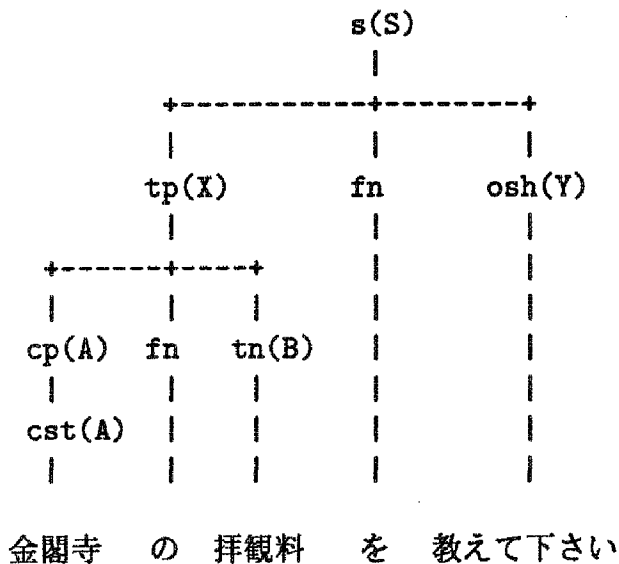 s(S)
|
+----------+--------+
| | |
tp(X) fn osh(Y)
| | |
+------+----+ | |
| | | | |
cp(A) fn tn(B) | |
| | | | |
cst(A) | | | |
| | | | |
金閣寺 の 拝観料 を 教えて下さい